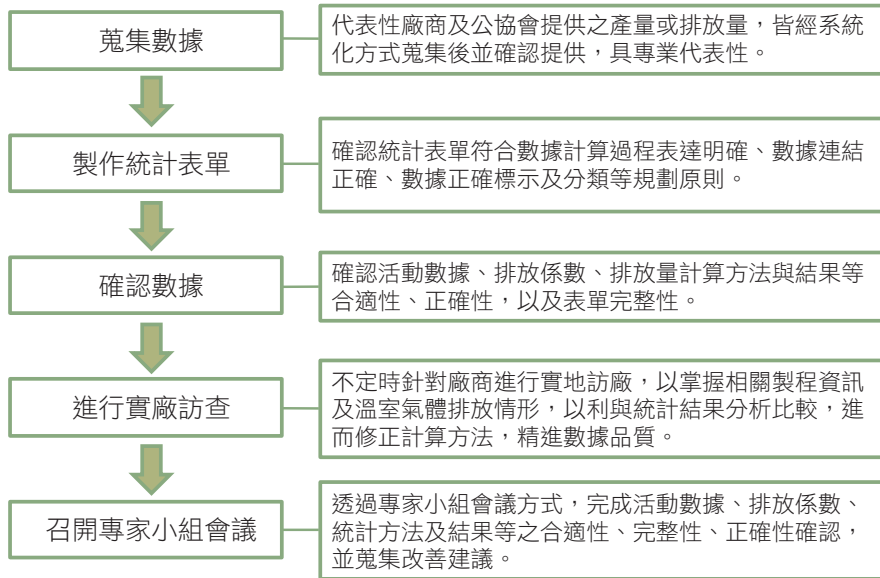 蒐集數據
代表性廠商及公協會提供之產量或排放量，皆經系統
化方式蒐集後並確認提供，具專業代表性。
製作統計表單
確認統計表單符合數據計算過程表達明確、數據連結
正確、數據正確標示及分類等規劃原則。
確認數據
確認活動數據、排放係數、排放量計算方法與結果等
合適性、正確性，以及表單完整性。
進行實廠訪查
不定時針對廠商進行實地訪廠，以掌握相關製程資訊
及溫室氣體排放情形，以利與統計結果分析比較，進
而修正計算方法，精進數據品質。
召開專家小組會議
透過專家小組會議方式，完成活動數據、排放係數、
統計方法及結果等之合適性、完整性、正確性確認，
並蒐集改善建議。